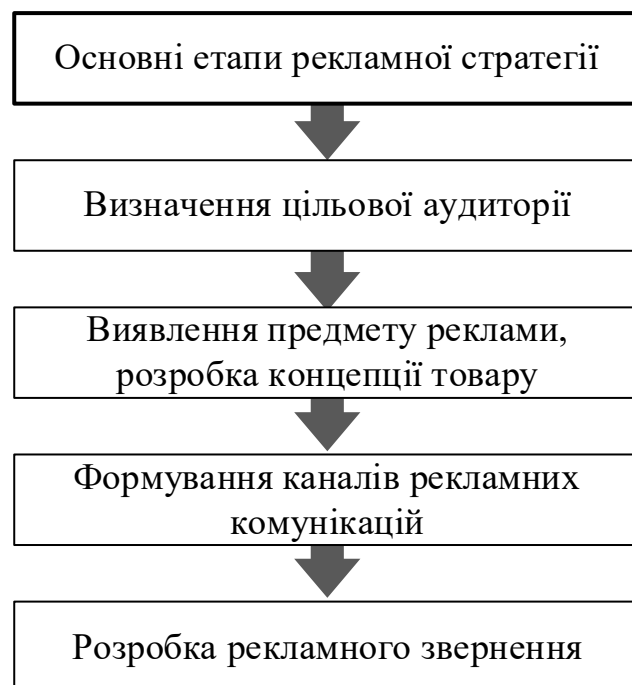 Основні етапи рекламної стратегії
Визначення цільової аудиторії
Виявлення предмету реклами,
розробка концепції товару
Формування каналів рекламних
комунікацій
Розробка рекламного звернення